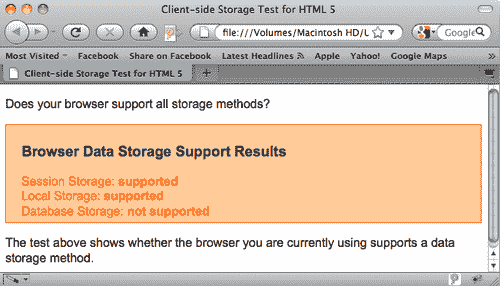 Client-side Storage Test for HTML 5
file:///Volumes/Macintosh HD/U
Google
Most Visited
Facebook
Share on Facebook
Latest Headlines
Apple
Yahoo!
Google Maps
Client-side Storage Test for HTML 5
Does your browser support all storage methods?
Browser Data Storage Support Results
Session Storage: supported
Local Storage: supported
Database Storage: not supported
The test above shows whether the browser you are currently using supports a data
storage method.